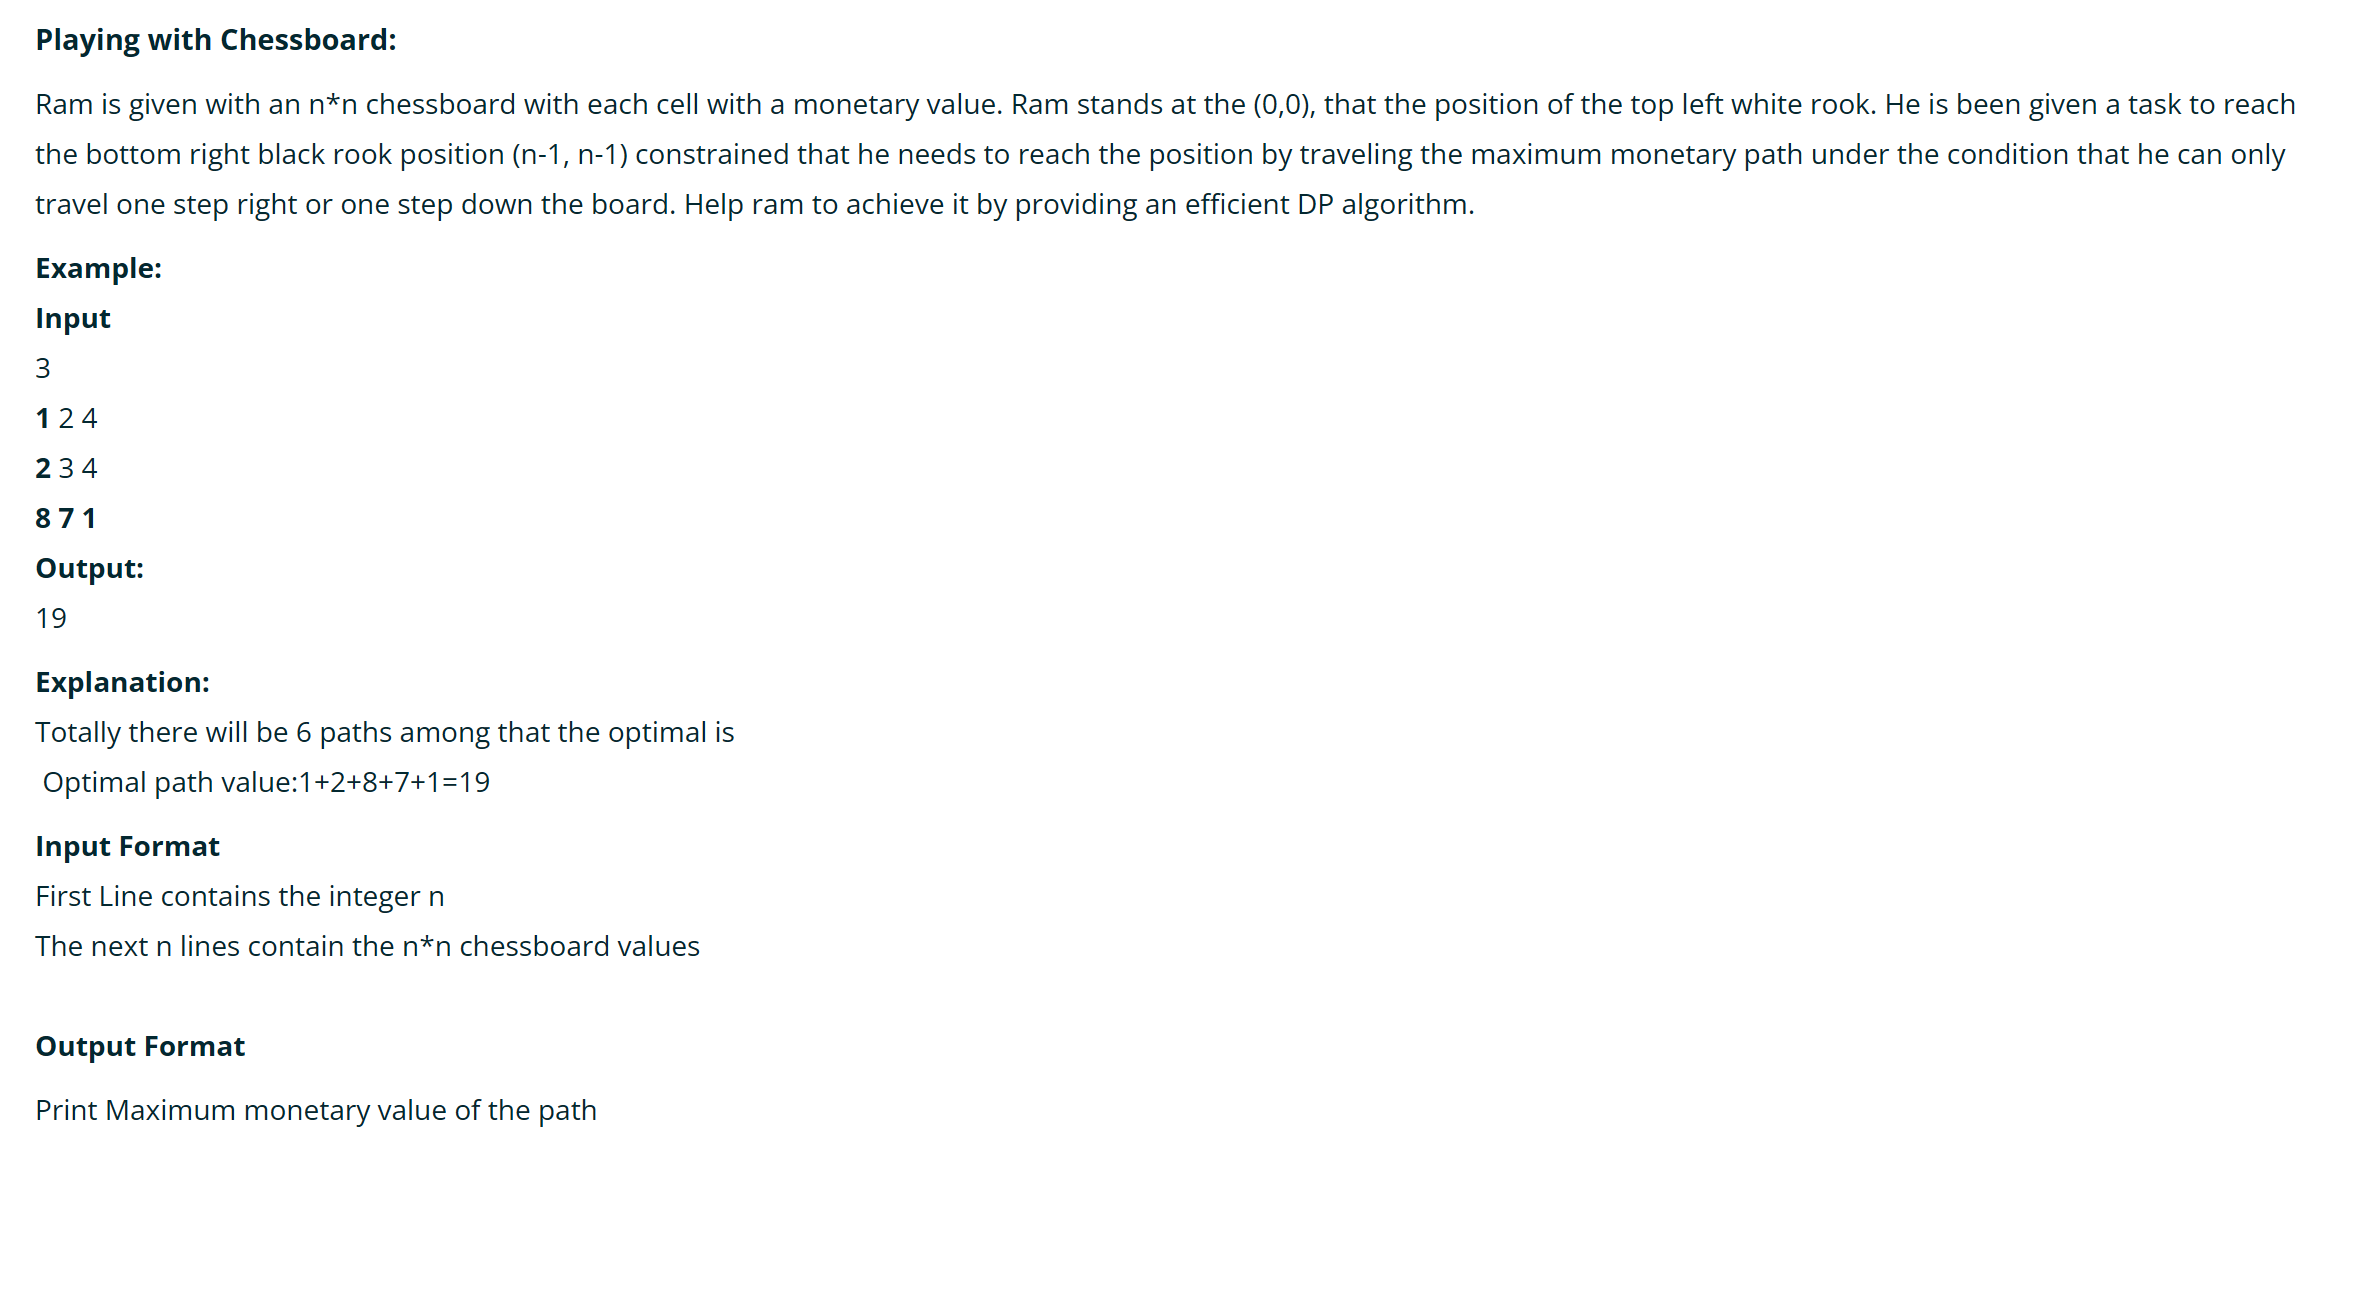 Playing with Chessboard:
Ram is given with an n*n chessboard with each cell with a monetary value. Ram stands at the (0,0), that the position of the top left white rook. He is been given a task to reach
the bottom right black rook position (n-1, n-1) constrained that he needs to reach the position by traveling the maximum monetary path under the condition that he can only
travel one step right or one step down the board. Help ram to achieve it by providing an efficient DP algorithm.
Example:
Input
3
1 2 4
2 3 4
8 7 1
Output:
19
Explanation:
Totally there will be 6 paths among that the optimal is
Optimal path value:1+2+8+7+1=19
Input Format
First Line contains the integer n
The next n lines contain the n*n chessboard values
Output Format
Print Maximum monetary value of the path